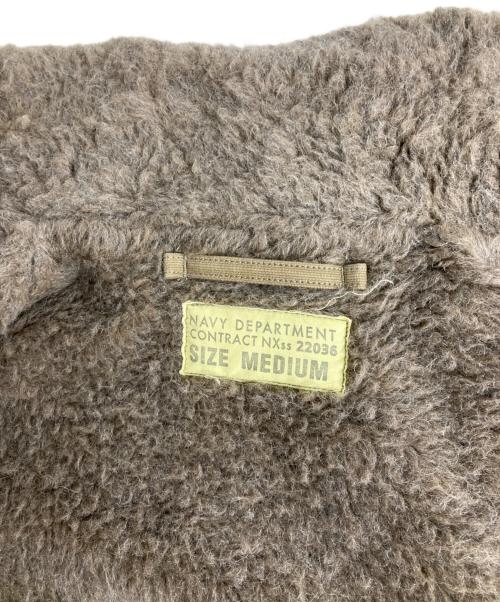 NAVY DEPARTMENT
CONTRACT NXss 22036
SIZE MEDIUM